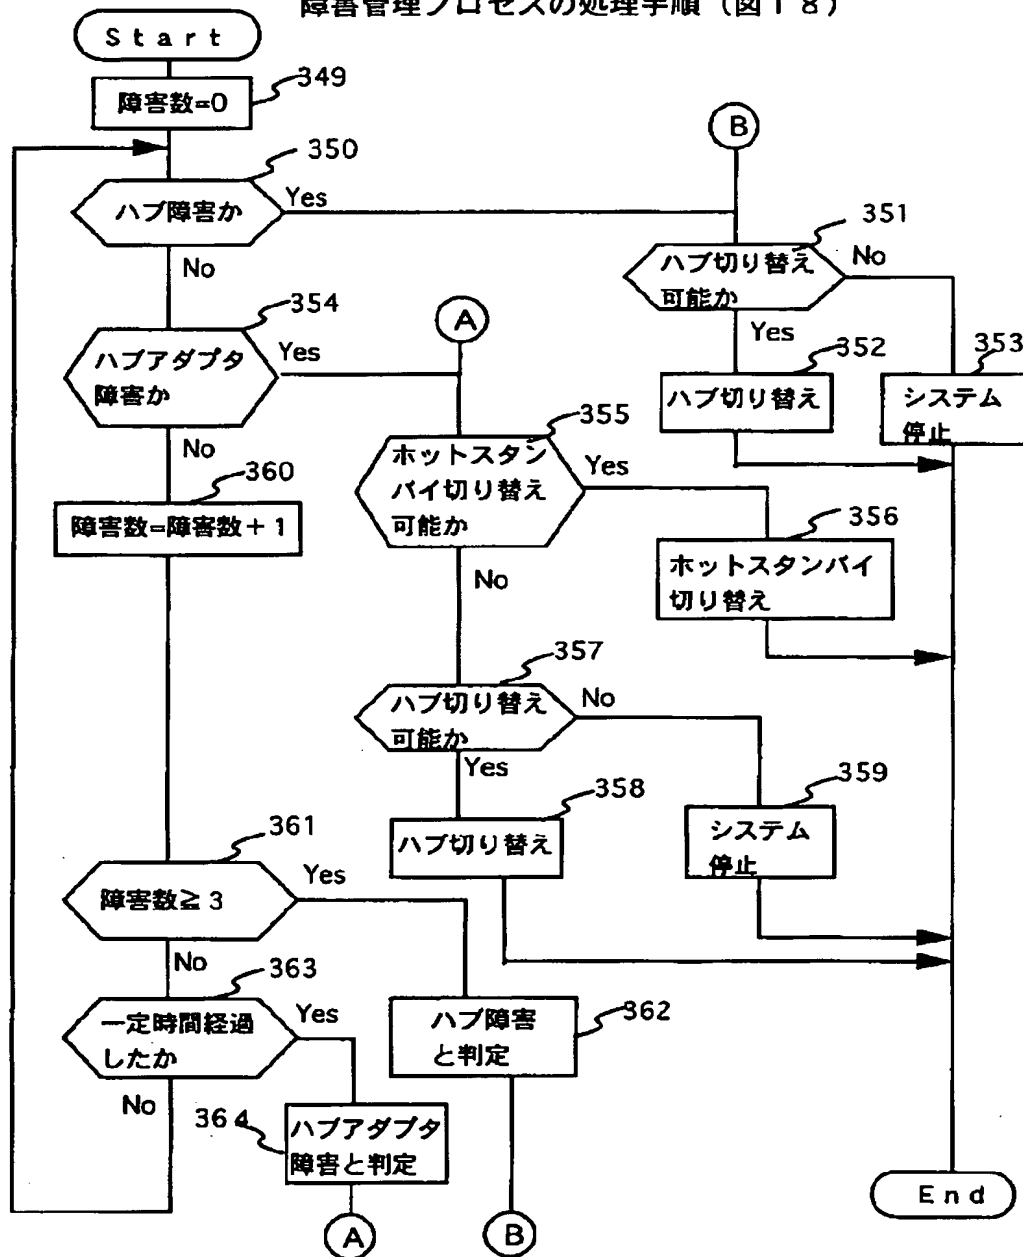 障害管理プロセスの処理手順(図18)
Start
障害数=0
349
B
350
ハブ障害か
Yes
No
351
ハブ切り替え
可能か
No
Yes
352
ハブ切り替え
353
システム
停止
354
ハブアダプタ
障害か
Yes
No
A
355
ホットスタン
バイ切り替え
可能か
Yes
No
356
ホットスタンバイ
切り替え
360
障害数=障害数+1
357
ハブ切り替え
可能か
No
Yes
358
ハブ切り替え
359
システム
停止
361
障害数≧3
Yes
No
362
ハブ障害
と判定
363
一定時間経過
したか
Yes
No
364
ハブアダプタ
障害と判定
A
B
End